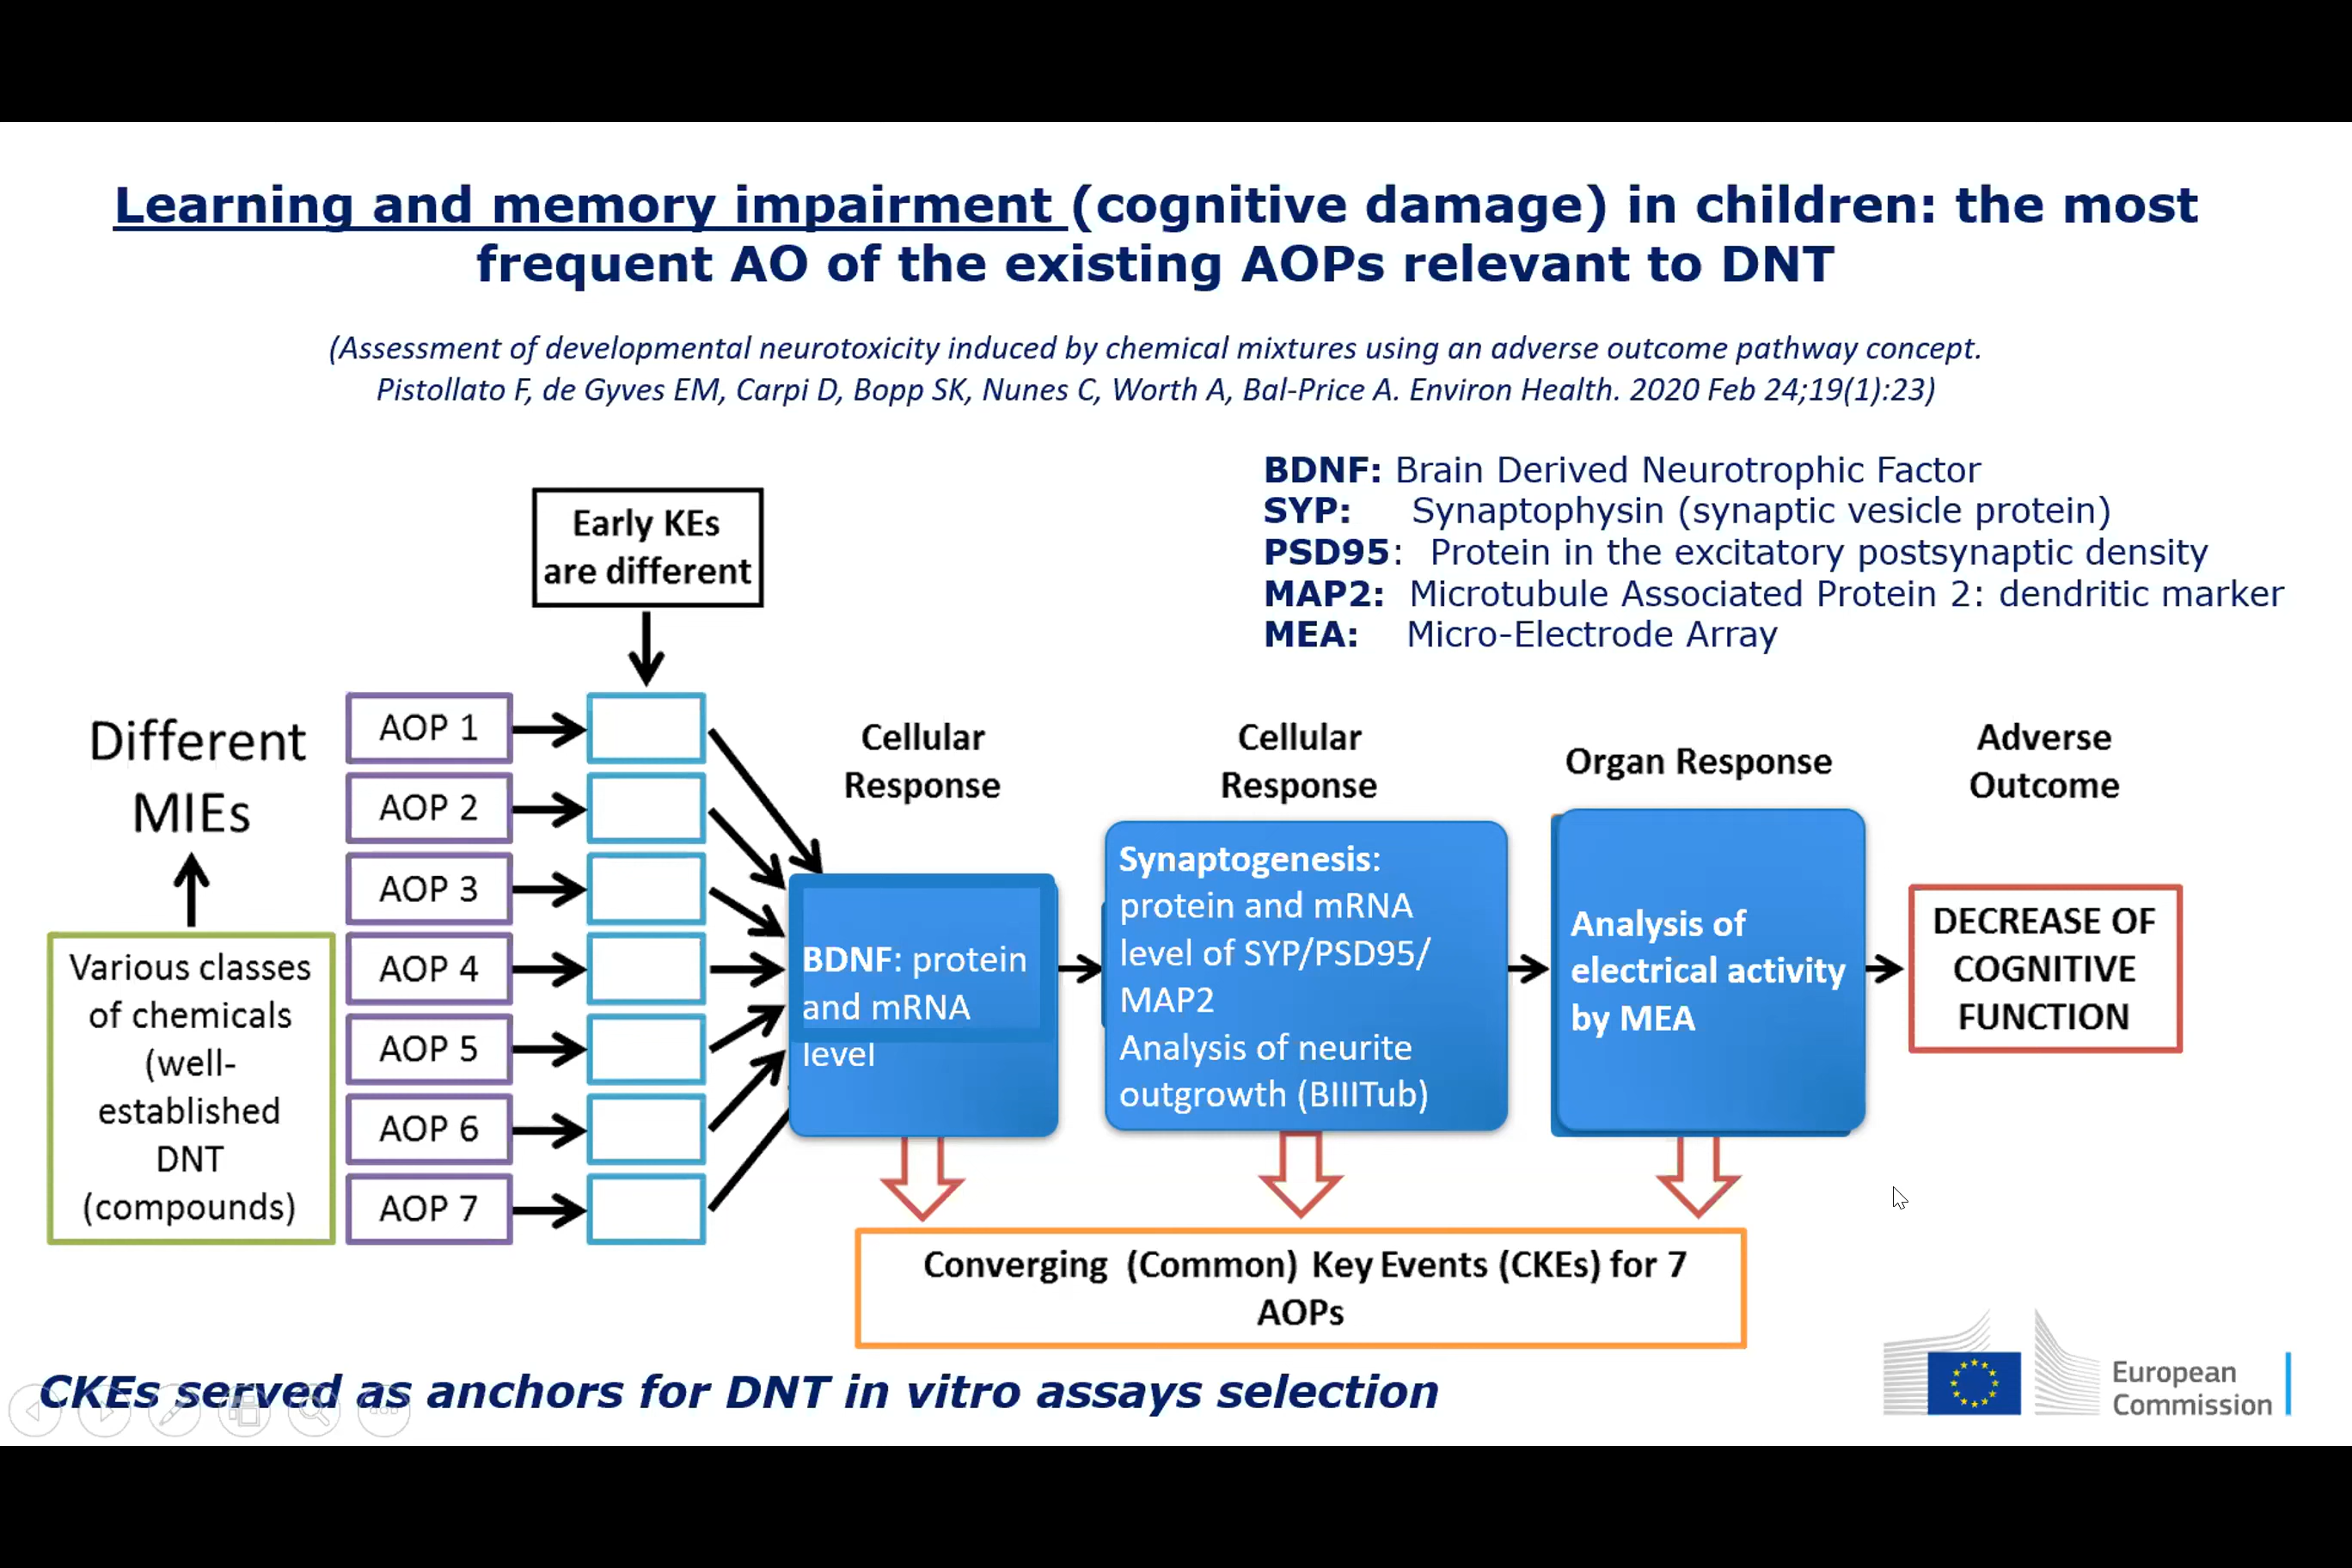 Learning and memory impairment (cognitive damage) in children: the most
frequent AO of the existing AOPs relevant to DNT
(Assessment of developmental neurotoxicity induced by chemical mixtures using an adverse outcome pathway concept.
Pistollato F, de Gyves EM, Carpi D, Bopp SK, Nunes C, Worth A, Bal-Price A. Environ Health. 2020 Feb 24;19(1):23)
BDNF: Brain Derived Neurotrophic Factor
SYP: Synaptophysin (synaptic vesicle protein)
PSD95: Protein in the excitatory postsynaptic density
MAP2: Microtubule Associated Protein 2: dendritic marker
MEA: Micro-Electrode Array
Early KEs
are different
Different
MIEs
Various classes
of chemicals
(well-
established
DNT
(compounds)
AOP 1
AOP 2
AOP 3
AOP 4
AOP 5
AOP 6
AOP 7
Cellular
Response
BDNF: protein
and mRNA
level
Cellular
Response
Synaptogenesis:
protein and mRNA
level of SYP/PSD95/
MAP2
Analysis of neurite
outgrowth (BIIITub)
Organ Response
Analysis of
electrical activity
by MEA
Adverse
Outcome
DECREASE OF
COGNITIVE
FUNCTION
Converging (Common) Key Events (CKEs) for 7
AOPs
CKEs served as anchors for DNT in vitro assays selection
European
Commission